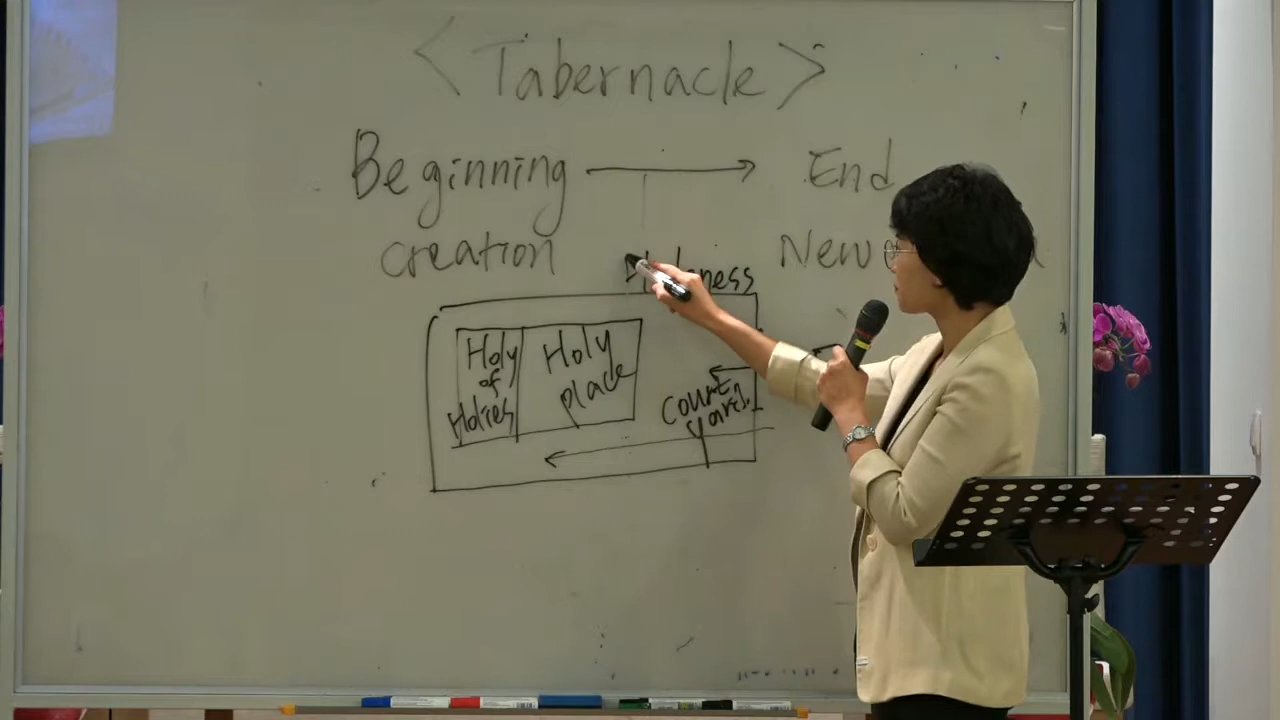 <Tabernacle>
Beginning → End
creation New
Holy of Holies
Holy place
Court yard